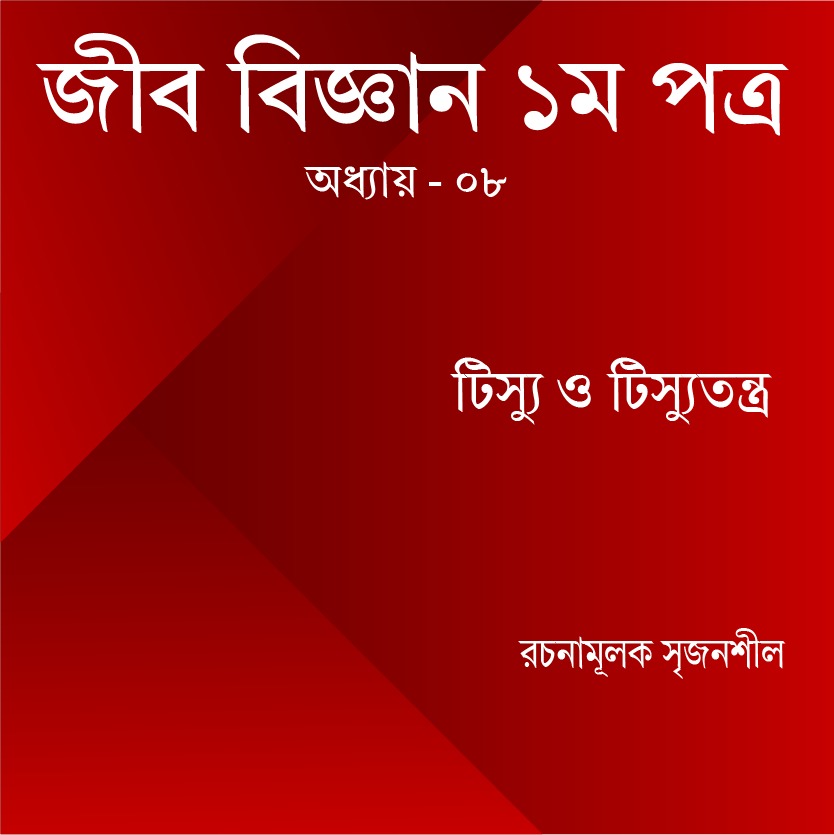 জীব বিজ্ঞান ১ম পত্র
অধ্যায় - ০৮
টিস্যু ও টিস্যুতন্ত্র
রচনামূলক সৃজনশীল